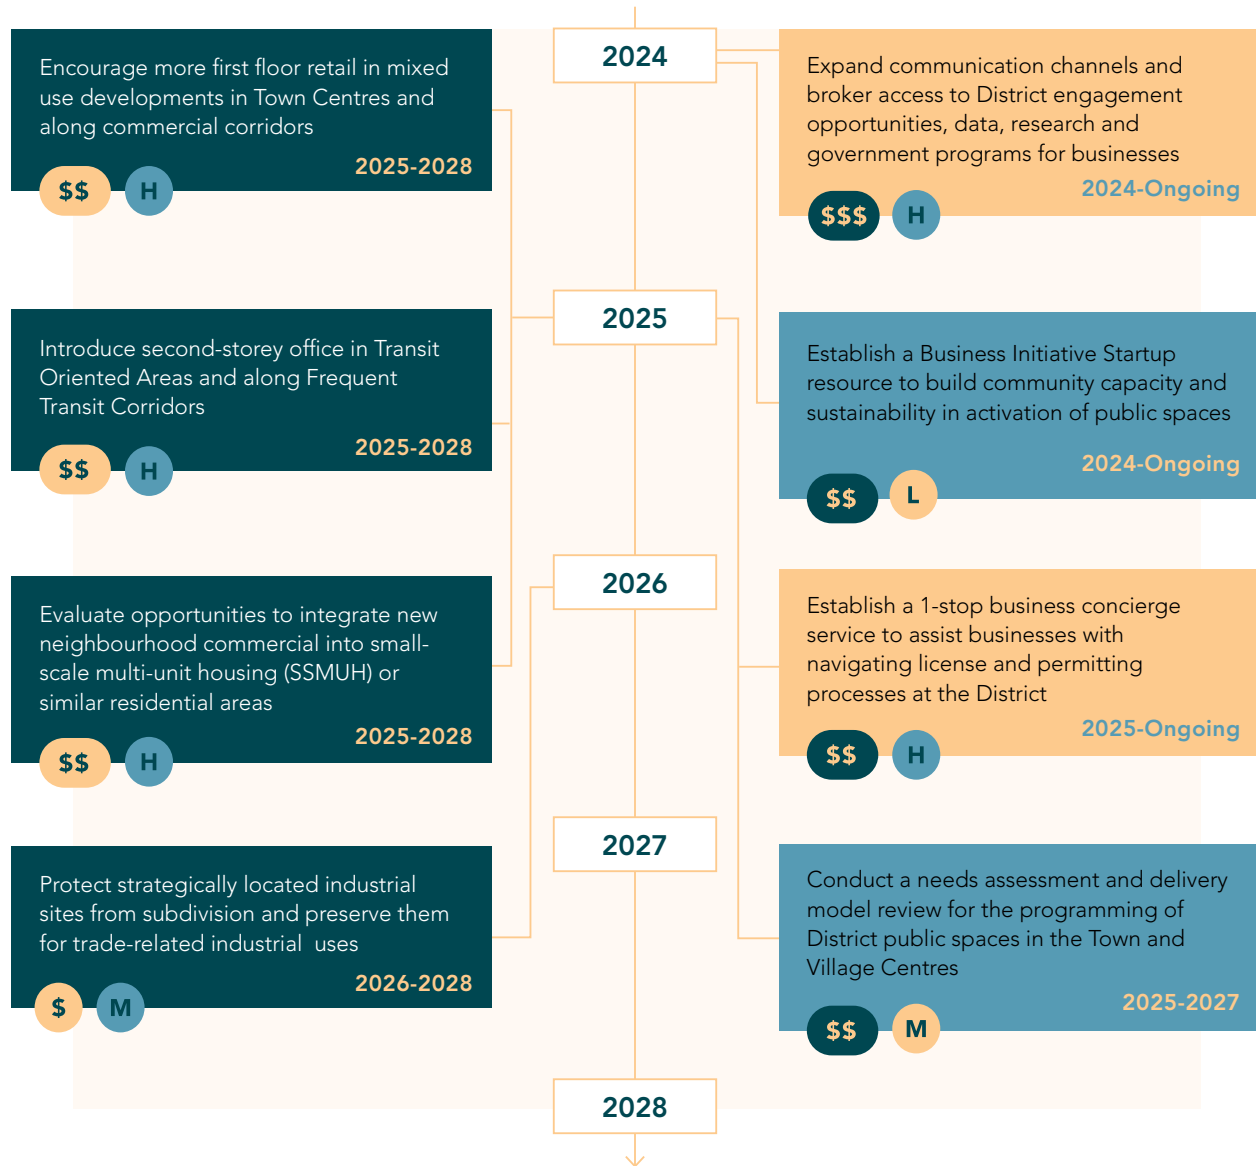 2024
Encourage more first floor retail in mixed
use developments in Town Centres and
along commercial corridors
2025-2028
$$ H
Expand communication channels and
broker access to District engagement
opportunities, data, research and
government programs for businesses
2024-Ongoing
$$$ H
2025
Introduce second-storey office in Transit
Oriented Areas and along Frequent
Transit Corridors
2025-2028
$$ H
Establish a Business Initiative Startup
resource to build community capacity and
sustainability in activation of public spaces
2024-Ongoing
$$ L
2026
Evaluate opportunities to integrate new
neighbourhood commercial into small-
scale multi-unit housing (SSMUH) or
similar residential areas
2025-2028
$$ H
Establish a 1-stop business concierge
service to assist businesses with
navigating license and permitting
processes at the District
2025-Ongoing
$$ H
2027
Protect strategically located industrial
sites from subdivision and preserve them
for trade-related industrial  uses
2026-2028
$ M
Conduct a needs assessment and delivery
model review for the programming of
District public spaces in the Town and
Village Centres
2025-2027
$$ M
2028